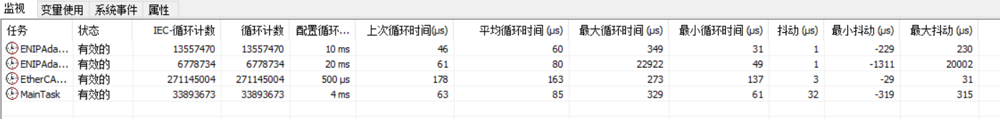 监视 变量使用 系统事件 属性
任务 状态 IEC-循环计数 循环计数 配置循环... 上次循环时间(µs) 平均循环时间 (µs) 最大循环时间 (µs) 最小循环时间 (µs) 抖动 (µs) 最小抖动 (µs) 最大抖动 (µs)
ENIPAda... 有效的 13557470 13557470 10 ms 46 60 349 31 1 -229 230
ENIPAda... 有效的 6778734 6778734 20 ms 61 80 22922 49 1 -1311 20002
EtherCA... 有效的 271145004 271145004 500 µs 178 163 273 137 3 -29 31
MainTask 有效的 33893673 33893673 4 ms 63 85 329 61 32 -319 315